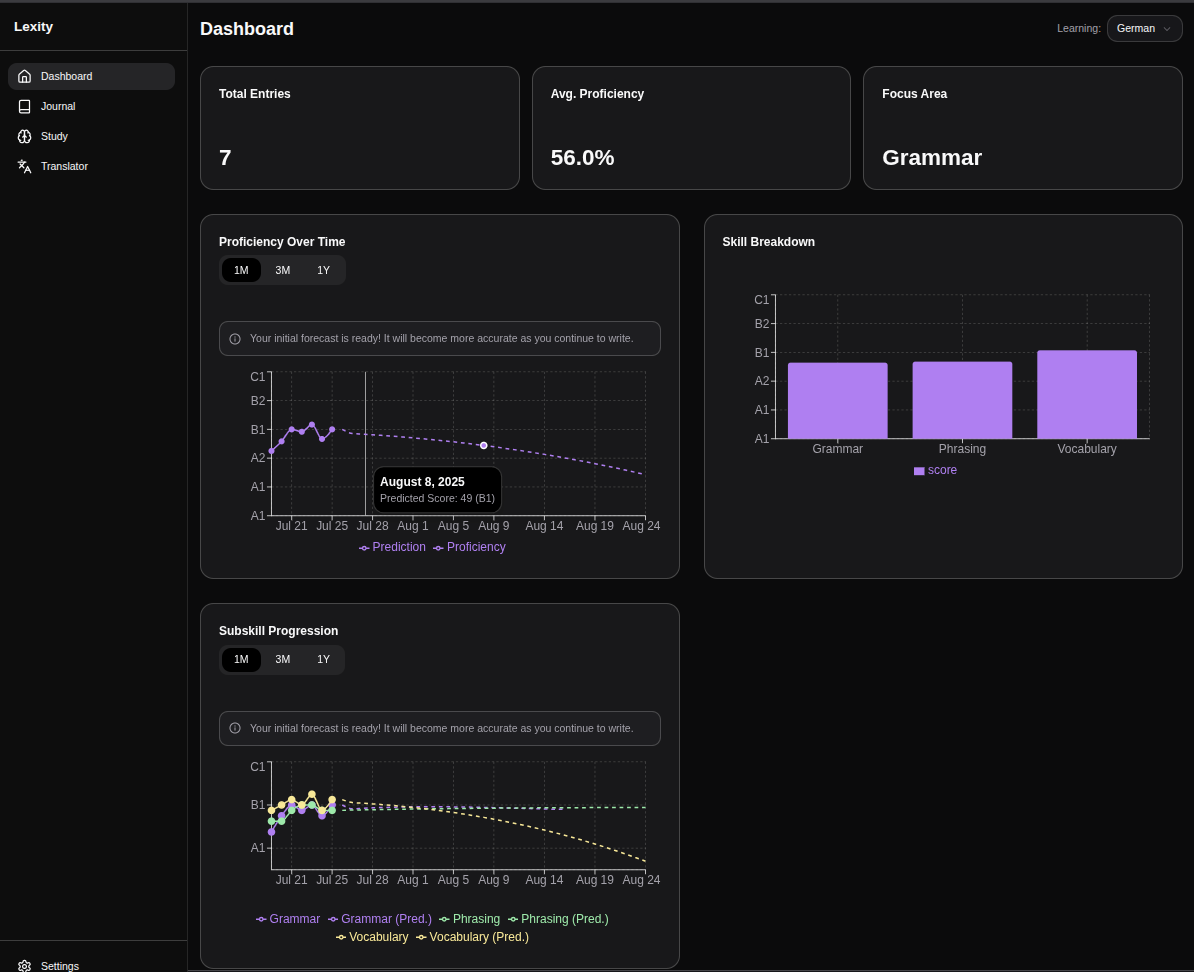 Lexity
Dashboard
Journal
Study
Translator
Settings
Dashboard
Learning: German
Total Entries
7
Avg. Proficiency
56.0%
Focus Area
Grammar
Proficiency Over Time
1M 3M 1Y
Your initial forecast is ready! It will become more accurate as you continue to write.
C1
B2
B1
A2
A1
A1
Jul 21 Jul 25 Jul 28 Aug 1 Aug 5 Aug 9 Aug 14 Aug 19 Aug 24
August 8, 2025
Predicted Score: 49 (B1)
Prediction Proficiency
Skill Breakdown
C1
B2
B1
A2
A1
A1
Grammar Phrasing Vocabulary
score
Subskill Progression
1M 3M 1Y
Your initial forecast is ready! It will become more accurate as you continue to write.
C1
B1
A1
Jul 21 Jul 25 Jul 28 Aug 1 Aug 5 Aug 9 Aug 14 Aug 19 Aug 24
Grammar Grammar (Pred.) Phrasing Phrasing (Pred.)
Vocabulary Vocabulary (Pred.)